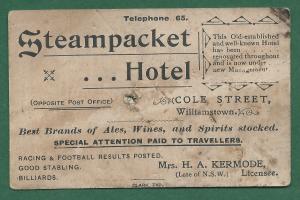 Telephone 65.
Steampacket
... Hotel
This Old-established
and well-known Hotel
has been
renovated throughout
and is now under
new Management.
(OPPOSITE POST OFFICE)
COLE STREET,
Williamstown.
Best Brands of Ales, Wines, and Spirits stocked.
SPECIAL ATTENTION PAID TO TRAVELLERS.
RACING & FOOTBALL RESULTS POSTED.
GOOD STABLING.
BILLIARDS.
Mrs. H. A. KERMODE,
(Late of N.S.W.) Licensee.
CLARK,